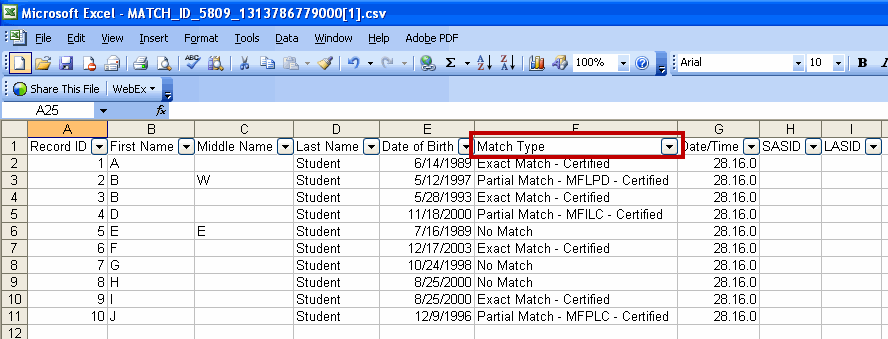 Microsoft Excel - MATCH_ID_5809_1313786779000[1].csv
File Edit View Insert Format Tools Data Window Help Adobe PDF
Σ 100% Arial 10 B I
Share This File WebEx
A25 fx
A B C D E F G H I
1 Record ID First Name Middle Name Last Name Date of Birth Match Type Date/Time SASID LASID
2 1 A Student 6/14/1989 Exact Match - Certified 28.16.0
3 2 B W Student 5/12/1997 Partial Match - MFLPD - Certified 28.16.0
4 3 B Student 5/28/1993 Exact Match - Certified 28.16.0
5 4 D Student 11/18/2000 Partial Match - MFILC - Certified 28.16.0
6 5 E E Student 7/16/1989 No Match 28.16.0
7 6 F Student 12/17/2003 Exact Match - Certified 28.16.0
8 7 G Student 10/24/1998 No Match 28.16.0
9 8 H Student 8/25/2000 No Match 28.16.0
10 9 I Student 8/25/2000 Exact Match - Certified 28.16.0
11 10 J Student 12/9/1996 Partial Match - MFPLC - Certified 28.16.0
12